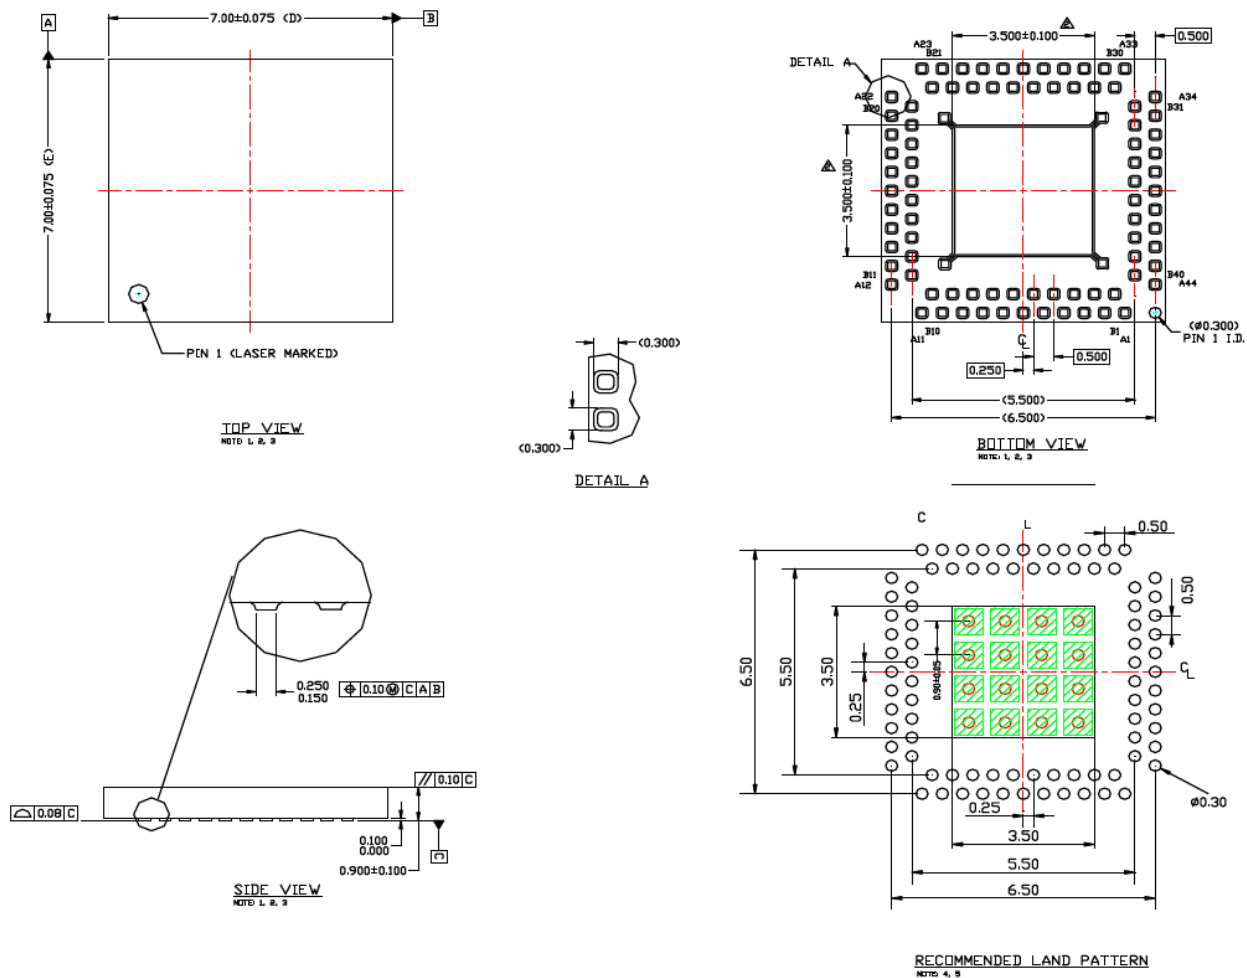 A
7.00±0.075 (D)
B
7.00±0.075 (E)
PIN 1 (LASER MARKED)
TOP VIEW
NOTE: 1, 2, 3
(0.300)
(0.300)
DETAIL A
3.500±0.100
0.500
A23
B21
A33
B30
DETAIL A
A22
B20
A34
B31
3.500±0.100
B11
A12
B40
A44
B10
A11
B1
A1
(Ø0.300)
PIN 1 I.D.
CL
0.250
0.500
(5.500)
(6.500)
BOTTOM VIEW
NOTE: 1, 2, 3
0.250
0.150
0.10 M C A B
0.10 C
0.08 C
0.100
0.000
C
0.900±0.100
SIDE VIEW
NOTE: 1, 2, 3
C
L
0.50
0.50
6.50
5.50
3.50
0.90±0.05
0.25
CL
0.25
Ø0.30
3.50
5.50
6.50
RECOMMENDED LAND PATTERN
NOTE: 4, 5